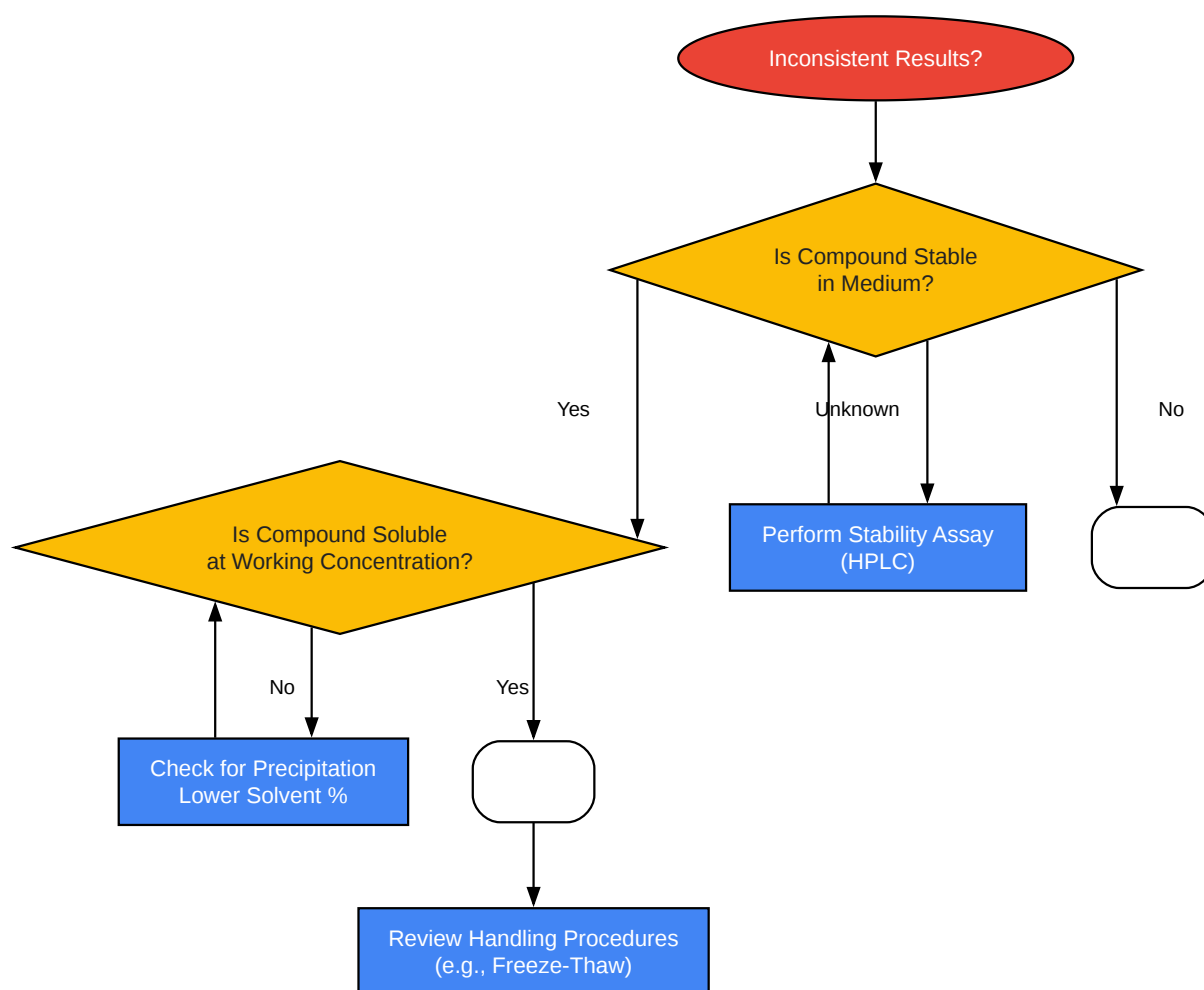 Inconsistent Results?
Is Compound Stable
in Medium?
Yes
Unknown
No
Is Compound Soluble
at Working Concentration?
Perform Stability Assay
(HPLC)
No
Yes
Check for Precipitation
Lower Solvent %
Review Handling Procedures
(e.g., Freeze-Thaw)